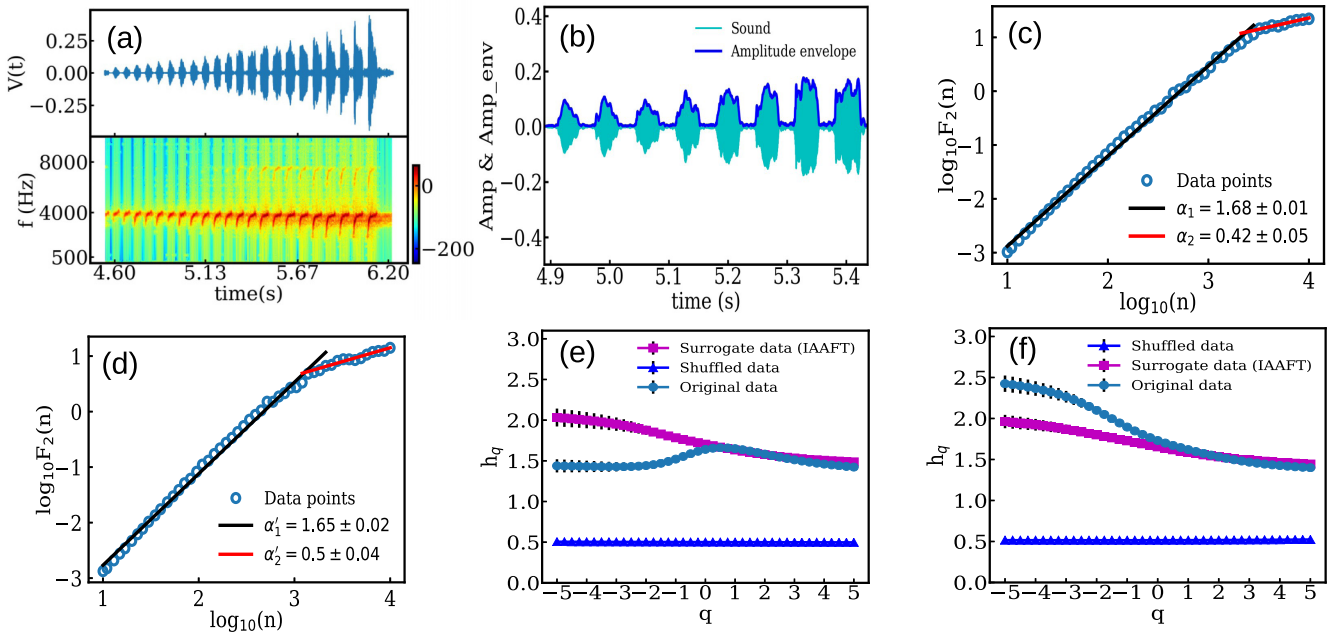 (a)
V(t)
0.25
0.00
−0.25
f (Hz)
8000
4000
500
0
−200
4.60 5.13 5.67 6.20
time(s)
(b)
Sound
Amplitude envelope
Amp & Amp_env
0.4
0.2
0.0
−0.2
−0.4
4.9 5.0 5.1 5.2 5.3 5.4
time (s)
(c)
log₁₀F₂(n)
1
0
−1
−2
−3
Data points
α₁ = 1.68 ± 0.01
α₂ = 0.42 ± 0.05
1 2 3 4
log₁₀(n)
(d)
log₁₀F₂(n)
1
0
−1
−2
−3
Data points
α′₁ = 1.65 ± 0.02
α′₂ = 0.5 ± 0.04
1 2 3 4
log₁₀(n)
(e)
Surrogate data (IAAFT)
Shuffled data
Original data
h_q
3.0
2.5
2.0
1.5
1.0
0.5
0.0
−5 −4 −3 −2 −1 0 1 2 3 4 5
q
(f)
Shuffled data
Surrogate data (IAAFT)
Original data
h_q
3.0
2.5
2.0
1.5
1.0
0.5
0.0
−5 −4 −3 −2 −1 0 1 2 3 4 5
q